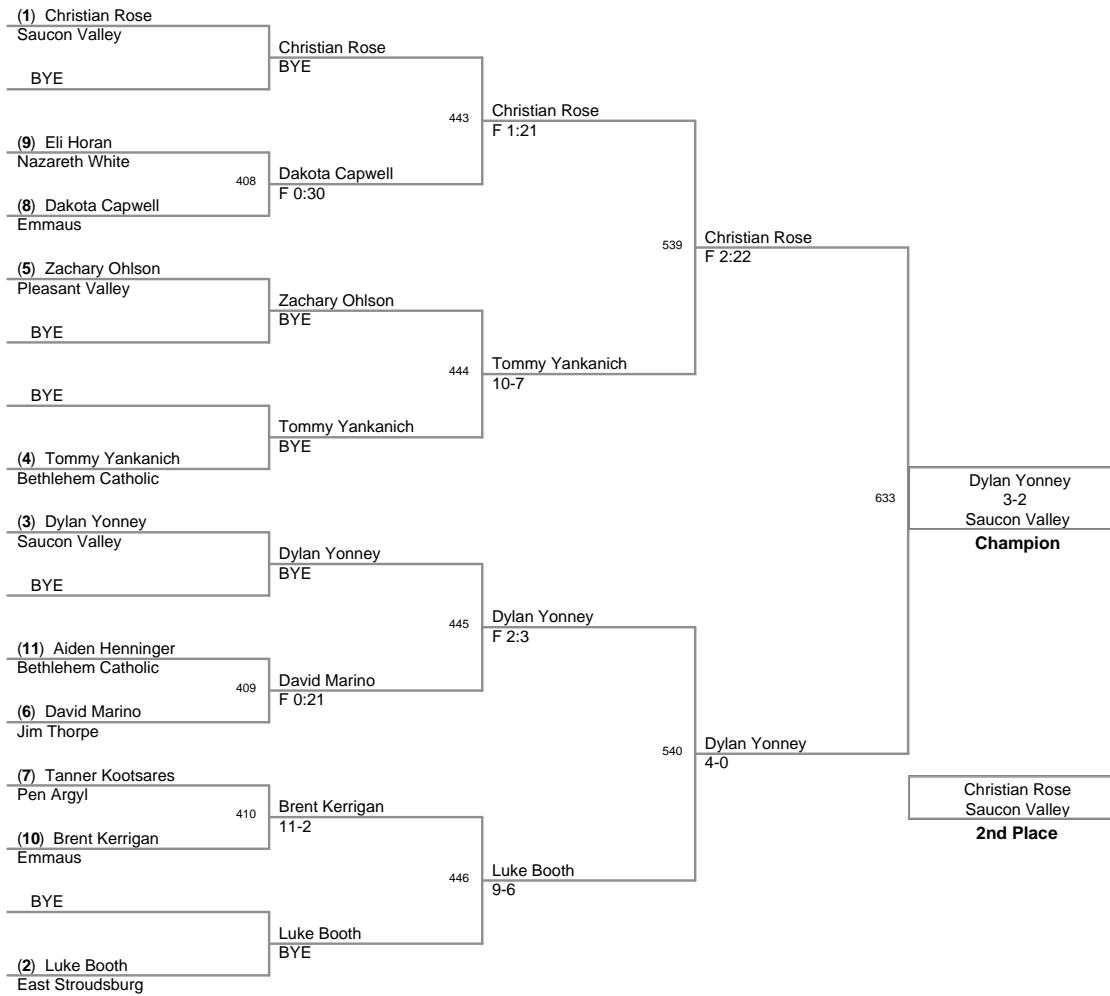 (1) Christian Rose
Saucon Valley
BYE
(9) Eli Horan
Nazareth White
(8) Dakota Capwell
Emmaus
(5) Zachary Ohlson
Pleasant Valley
BYE
BYE
(4) Tommy Yankanich
Bethlehem Catholic
(3) Dylan Yonney
Saucon Valley
BYE
(11) Aiden Henninger
Bethlehem Catholic
(6) David Marino
Jim Thorpe
(7) Tanner Kootsares
Pen Argyl
(10) Brent Kerrigan
Emmaus
BYE
(2) Luke Booth
East Stroudsburg
408
409
410
Christian Rose
BYE
Dakota Capwell
F 0:30
Zachary Ohlson
BYE
Tommy Yankanich
BYE
Dylan Yonney
BYE
David Marino
F 0:21
Brent Kerrigan
11-2
Luke Booth
BYE
443
444
445
446
Christian Rose
F 1:21
Tommy Yankanich
10-7
Dylan Yonney
F 2:3
Luke Booth
9-6
539
540
Christian Rose
F 2:22
Dylan Yonney
4-0
633
Dylan Yonney
3-2
Saucon Valley
Champion
Christian Rose
Saucon Valley
2nd Place